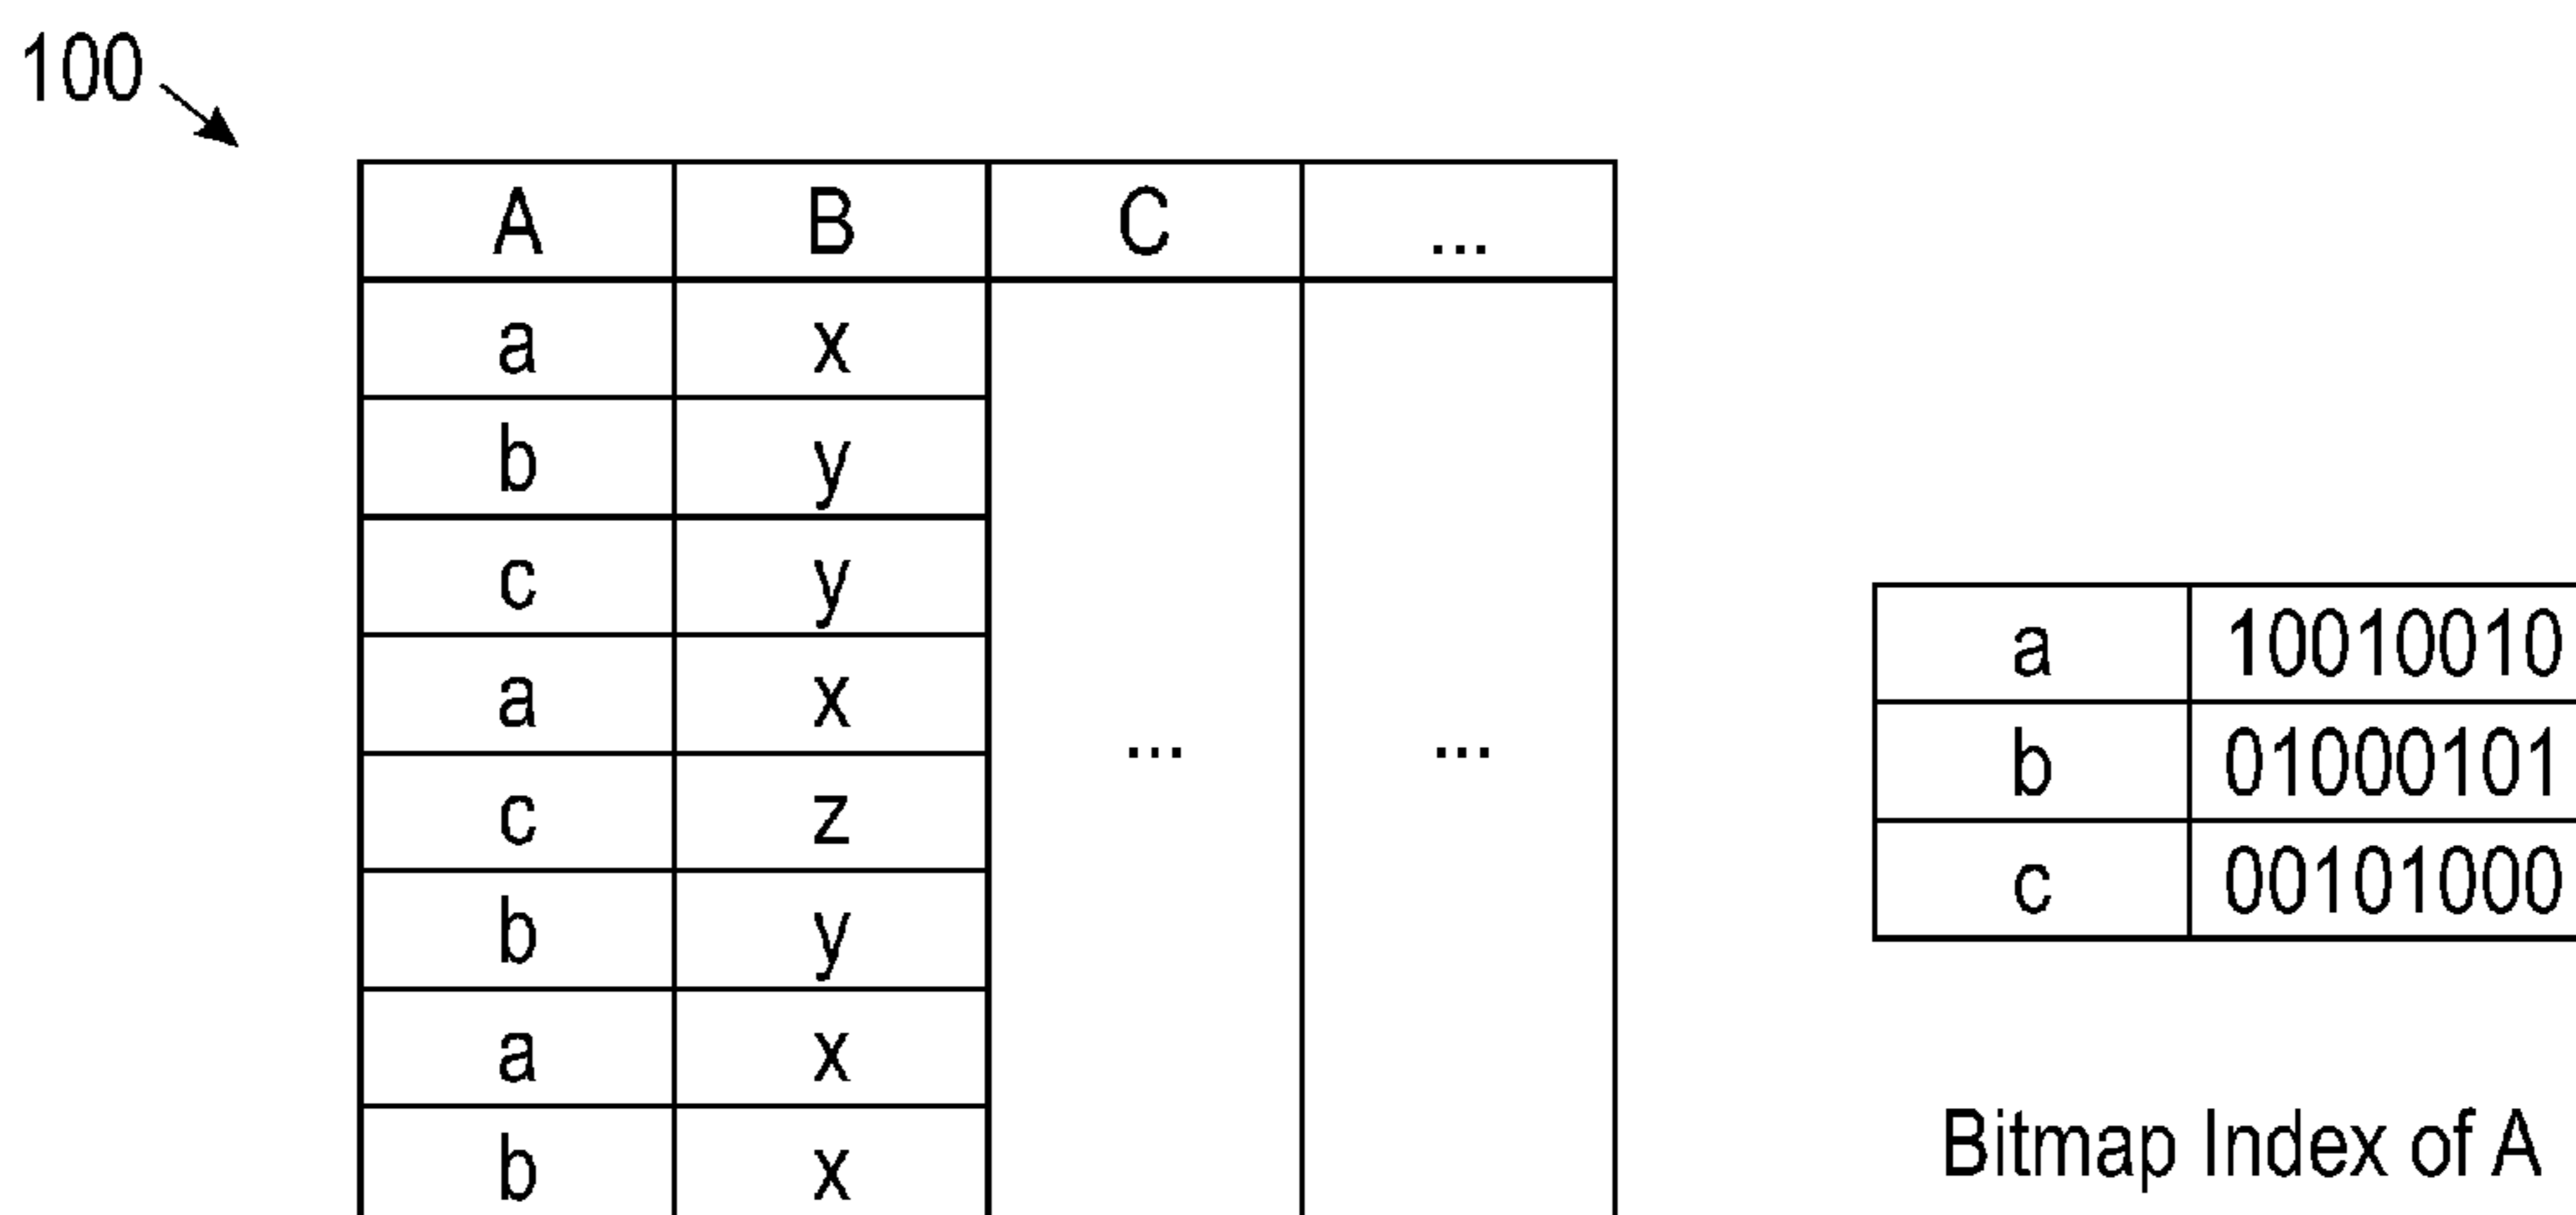 100
A B C ...
a x
b y
c y
a x
c z
b y
a x
b x
... ...
a 10010010
b 01000101
c 00101000
Bitmap Index of A